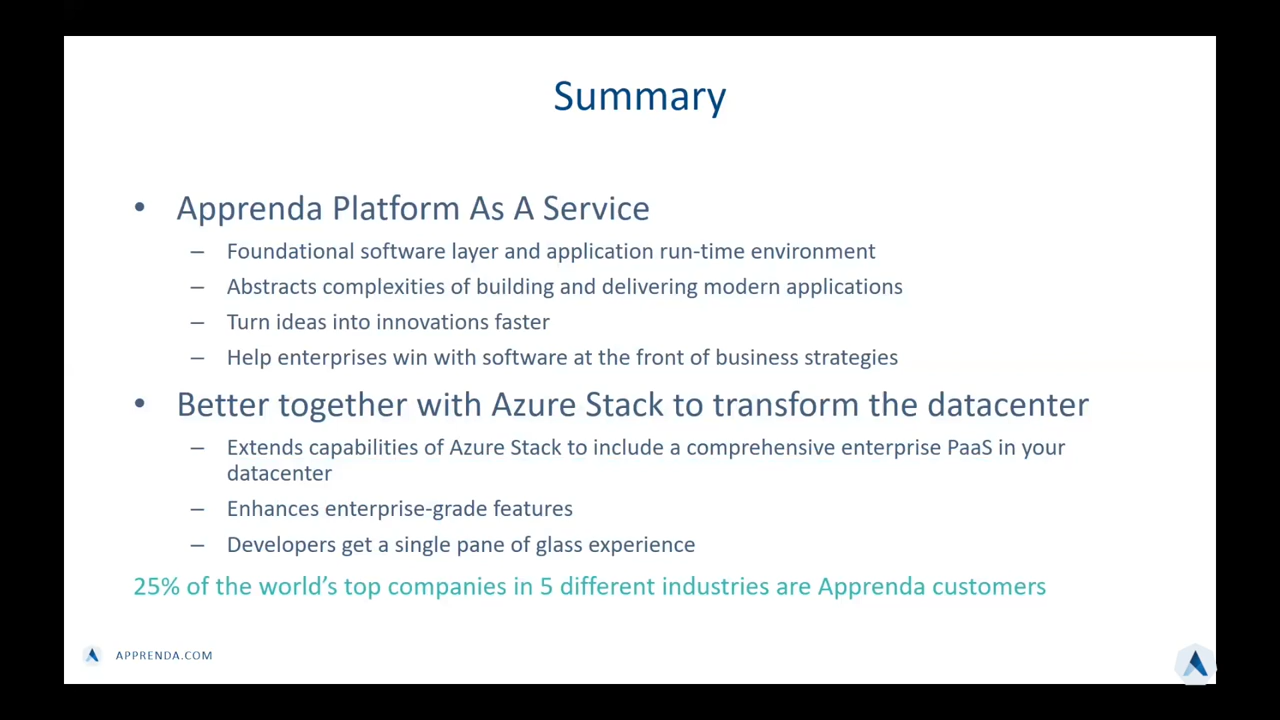 Summary
• Apprenda Platform As A Service
– Foundational software layer and application run-time environment
– Abstracts complexities of building and delivering modern applications
– Turn ideas into innovations faster
– Help enterprises win with software at the front of business strategies
• Better together with Azure Stack to transform the datacenter
– Extends capabilities of Azure Stack to include a comprehensive enterprise PaaS in your
datacenter
– Enhances enterprise-grade features
– Developers get a single pane of glass experience
25% of the world’s top companies in 5 different industries are Apprenda customers
APPRENDA.COM